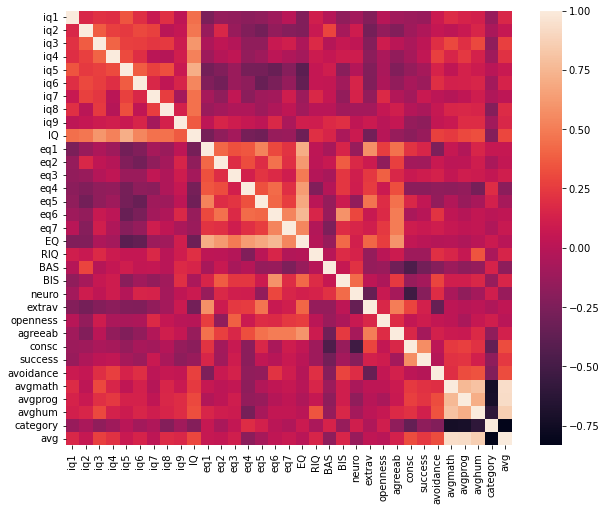 iq1
iq2
iq3
iq4
iq5
iq6
iq7
iq8
iq9
IQ
eq1
eq2
eq3
eq4
eq5
eq6
eq7
EQ
RIQ
BAS
BIS
neuro
extrav
openness
agreeab
consc
success
avoidance
avgmath
avgprog
avghum
category
avg
iq1 iq2 iq3 iq4 iq5 iq6 iq7 iq8 iq9 IQ eq1 eq2 eq3 eq4 eq5 eq6 eq7 EQ RIQ BAS BIS neuro extrav openness agreeab consc success avoidance avgmath avgprog avghum category avg
1.00
0.75
0.50
0.25
0.00
−0.25
−0.50
−0.75